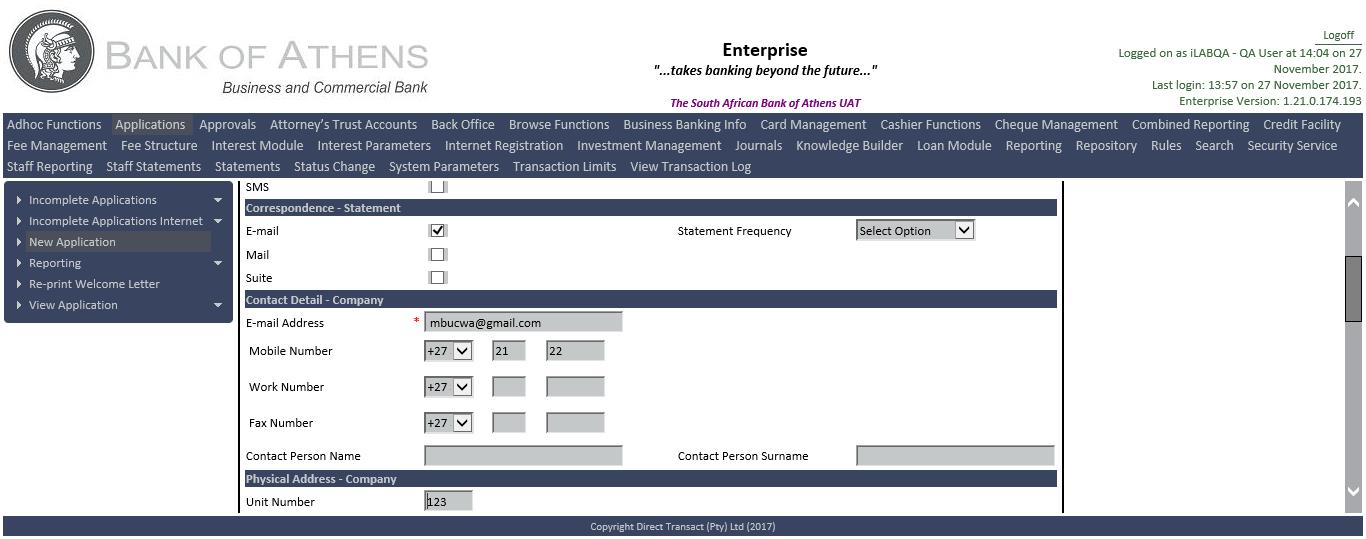 BANK OF ATHENS
Business and Commercial Bank
Enterprise
"...takes banking beyond the future..."
The South African Bank of Athens UAT
Logoff
Logged on as iLABQA - QA User at 14:04 on 27
November 2017.
Last login: 13:57 on 27 November 2017.
Enterprise Version: 1.21.0.174.193
Adhoc Functions Applications Approvals Attorney's Trust Accounts Back Office Browse Functions Business Banking Info Card Management Cashier Functions Cheque Management Combined Reporting Credit Facility
Fee Management Fee Structure Interest Module Interest Parameters Internet Registration Investment Management Journals Knowledge Builder Loan Module Reporting Repository Rules Search Security Service
Staff Reporting Staff Statements Statements Status Change System Parameters Transaction Limits View Transaction Log
Incomplete Applications
Incomplete Applications Internet
New Application
Reporting
Re-print Welcome Letter
View Application
SMS
Correspondence - Statement
E-mail Statement Frequency Select Option
Mail
Suite
Contact Detail - Company
E-mail Address * mbucwa@gmail.com
Mobile Number +27 21 22
Work Number +27
Fax Number +27
Contact Person Name Contact Person Surname
Physical Address - Company
Unit Number 123
Copyright Direct Transact (Pty) Ltd (2017)